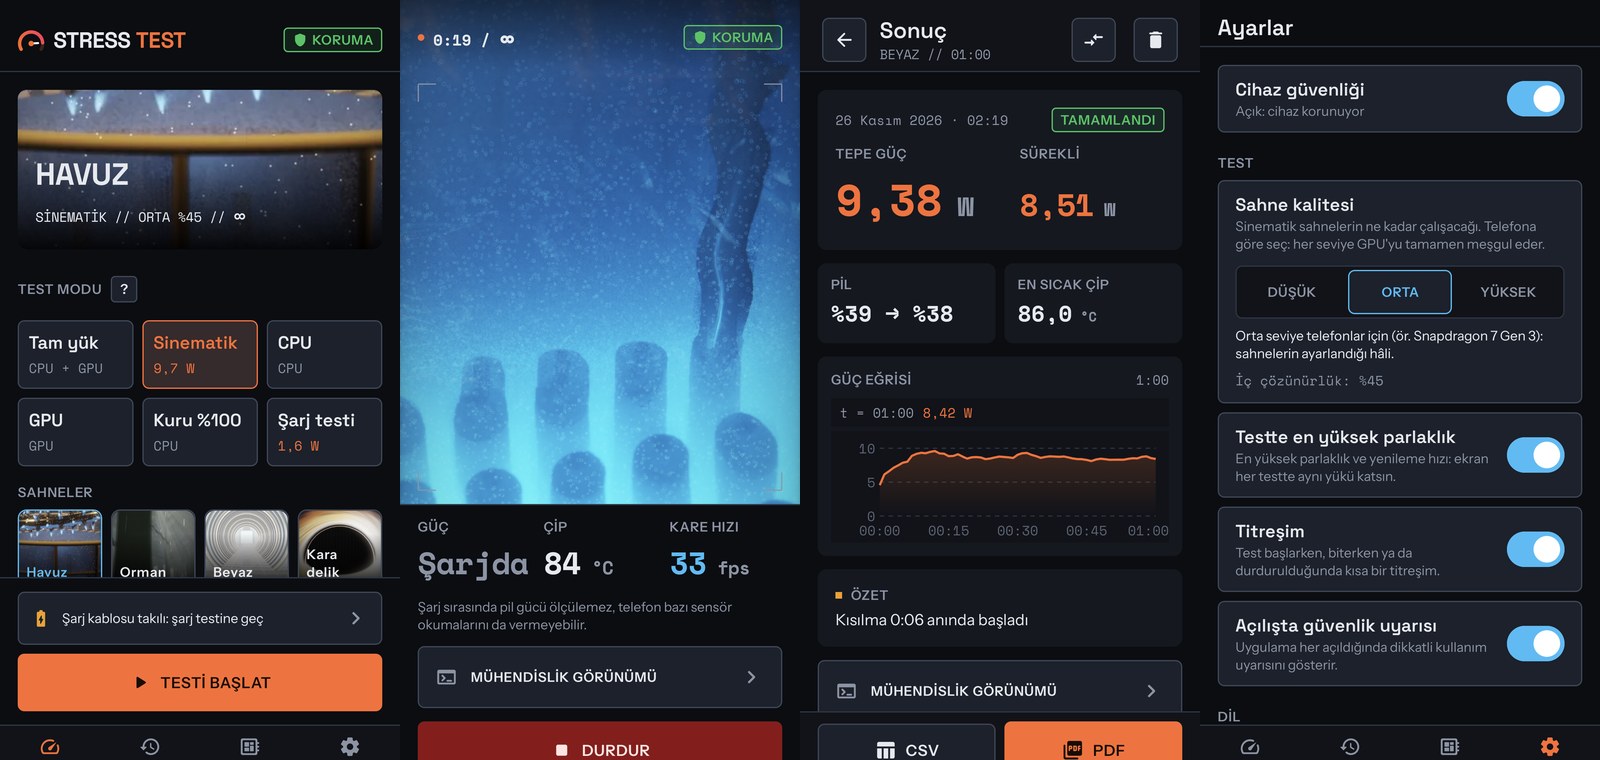 STRESS TEST
KORUMA
HAVUZ
SİNEMATİK // ORTA %45 // ∞
TEST MODU ?
Tam yük
CPU + GPU
Sinematik
9,7 W
CPU
CPU
GPU
GPU
Kuru %100
CPU
Şarj testi
1,6 W
SAHNELER
Havuz
Orman
Beyaz
Kara
delik
Şarj kablosu takılı: şarj testine geç
TESTİ BAŞLAT
0:19 / ∞
KORUMA
GÜÇ
ÇİP
KARE HIZI
Şarjda
84 °C
33 fps
Şarj sırasında pil gücü ölçülemez, telefon bazı sensör
okumalarını da vermeyebilir.
MÜHENDİSLİK GÖRÜNÜMÜ
DURDUR
Sonuç
BEYAZ // 01:00
26 Kasım 2026 · 02:19
TAMAMLANDI
TEPE GÜÇ
SÜREKLİ
9,38 W
8,51 W
PİL
%39 → %38
EN SICAK ÇİP
86,0 °C
GÜÇ EĞRİSİ
1:00
t = 01:00 8,42 W
10
5
0
00:00 00:15 00:30 00:45 01:00
ÖZET
Kısılma 0:06 anında başladı
MÜHENDİSLİK GÖRÜNÜMÜ
CSV
PDF
Ayarlar
Cihaz güvenliği
Açık: cihaz korunuyor
TEST
Sahne kalitesi
Sinematik sahnelerin ne kadar çalışacağı. Telefona
göre seç: her seviye GPU'yu tamamen meşgul eder.
DÜŞÜK
ORTA
YÜKSEK
Orta seviye telefonlar için (ör. Snapdragon 7 Gen 3):
sahnelerin ayarlandığı hâli.
İç çözünürlük: %45
Testte en yüksek parlaklık
En yüksek parlaklık ve yenileme hızı: ekran
her testte aynı yükü katsın.
Titreşim
Test başlarken, biterken ya da
durdurulduğunda kısa bir titreşim.
Açılışta güvenlik uyarısı
Uygulama her açıldığında dikkatli kullanım
uyarısını gösterir.
DİL